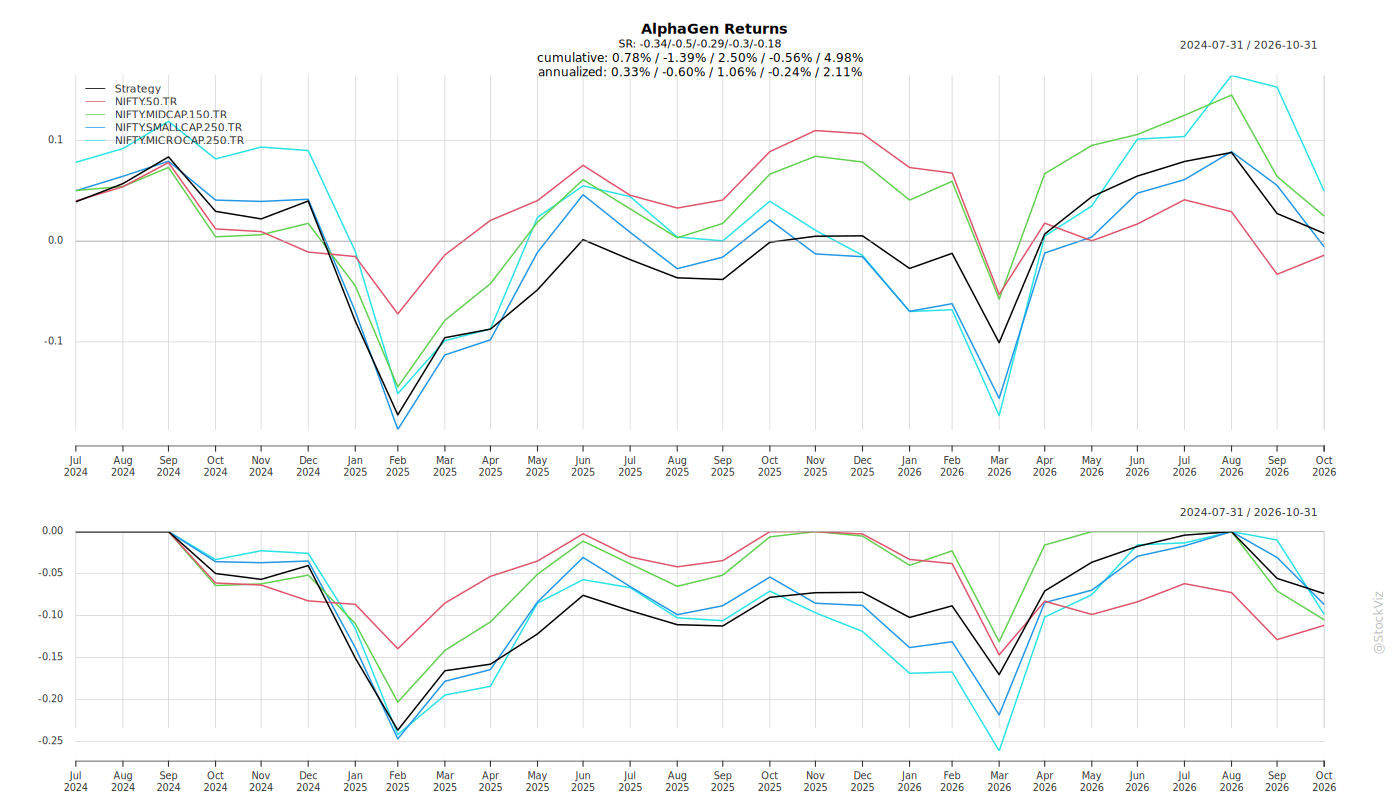 AlphaGen Returns
SR: -0.34/-0.5/-0.29/-0.3/-0.18
2024-07-31 / 2026-10-31
cumulative: 0.78% / -1.39% / 2.50% / -0.56% / 4.98%
annualized: 0.33% / -0.60% / 1.06% / -0.24% / 2.11%
Strategy
NIFTY.50.TR
NIFTY.MIDCAP.150.TR
NIFTY.SMALLCAP.250.TR
NIFTY.MICROCAP.250.TR
0.1
0.0
-0.1
Jul Aug Sep Oct Nov Dec Jan Feb Mar Apr May Jun Jul Aug Sep Oct Nov Dec Jan Feb Mar Apr May Jun Jul Aug Sep Oct
2024 2024 2024 2024 2024 2024 2025 2025 2025 2025 2025 2025 2025 2025 2025 2025 2025 2025 2026 2026 2026 2026 2026 2026 2026 2026 2026 2026
2024-07-31 / 2026-10-31
0.00
-0.05
-0.10
-0.15
-0.20
-0.25
Jul Aug Sep Oct Nov Dec Jan Feb Mar Apr May Jun Jul Aug Sep Oct Nov Dec Jan Feb Mar Apr May Jun Jul Aug Sep Oct
2024 2024 2024 2024 2024 2024 2025 2025 2025 2025 2025 2025 2025 2025 2025 2025 2025 2025 2026 2026 2026 2026 2026 2026 2026 2026 2026 2026
@StockViz